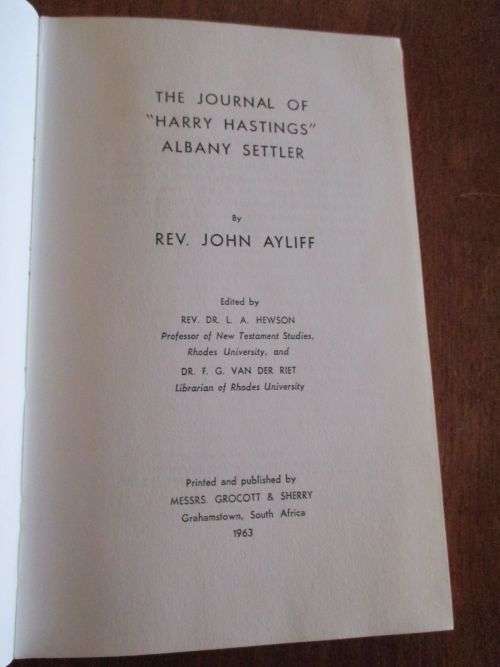 THE JOURNAL OF
"HARRY HASTINGS"
ALBANY SETTLER
By
REV. JOHN AYLIFF
Edited by
REV. DR. L. A. HEWSON
Professor of New Testament Studies,
Rhodes University, and
DR. F. G. VAN DER RIET
Librarian of Rhodes University
Printed and published by
MESSRS. GROCOTT & SHERRY
Grahamstown, South Africa
1963